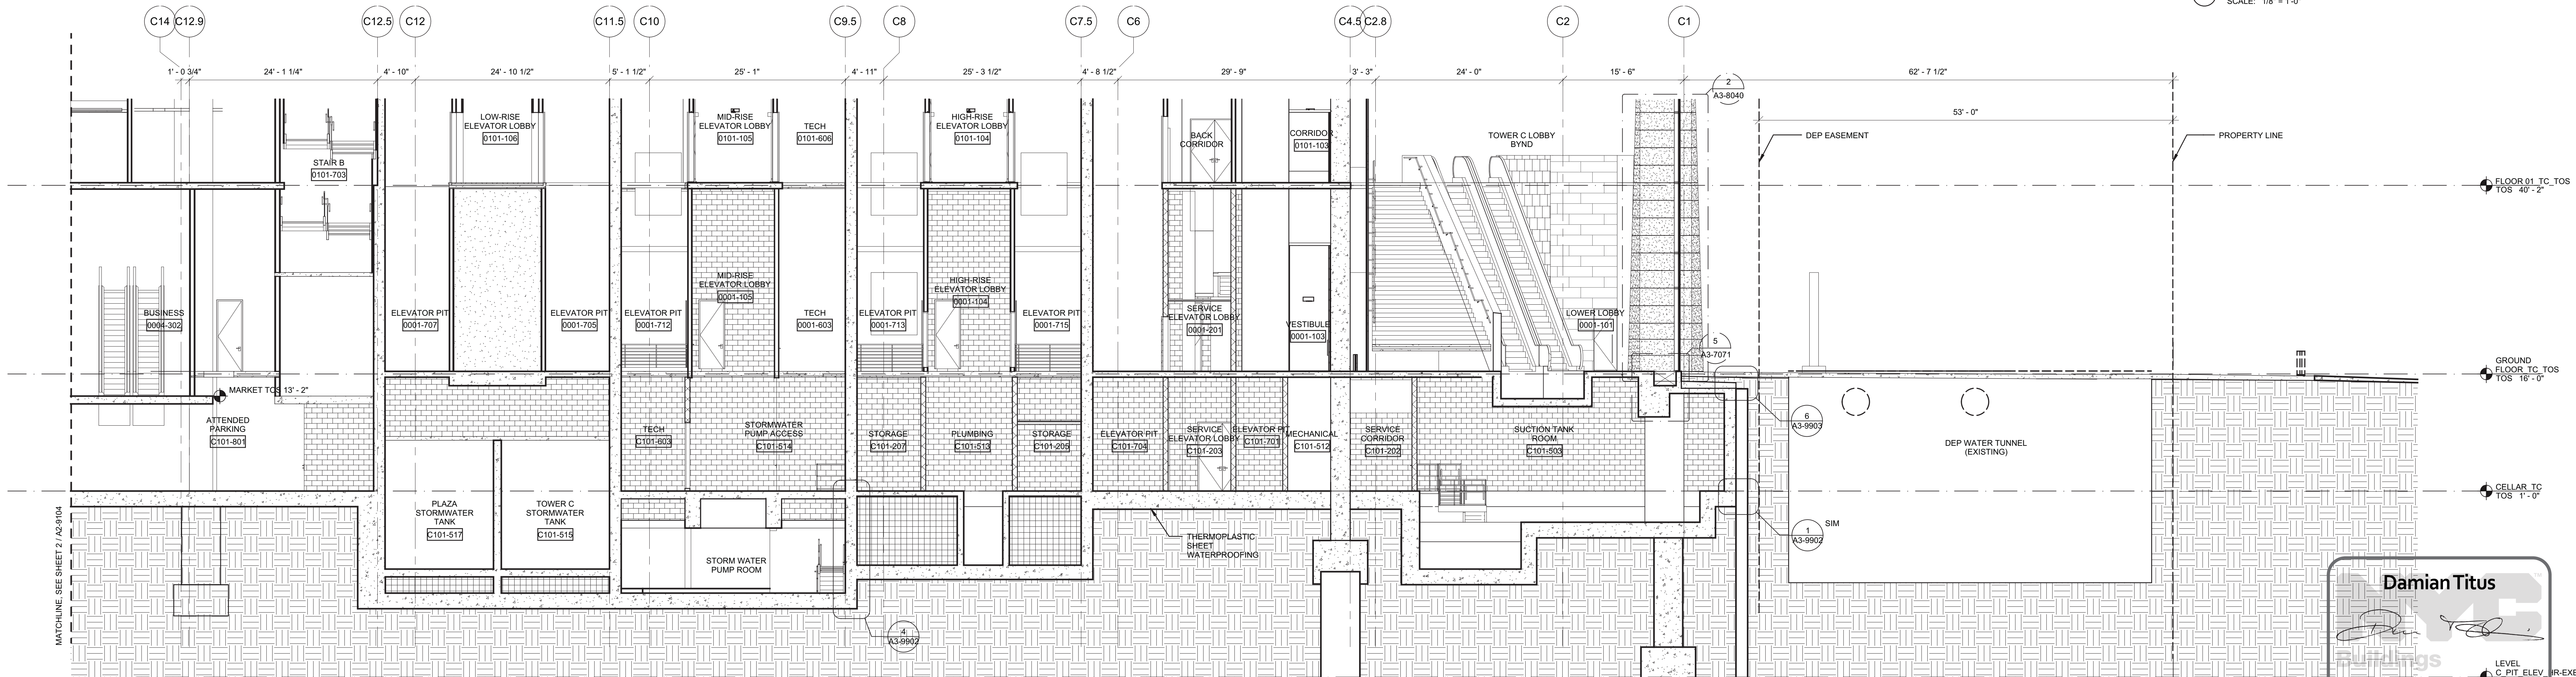 SCALE: 1/8" = 1'-0"
C14
C12.9
C12.5
C12
C11.5
C10
C9.5
C8
C7.5
C6
C4.5
C2.8
C2
C1
1' - 0 3/4"
24' - 1 1/4"
4' - 10"
24' - 10 1/2"
5' - 1 1/2"
25' - 1"
4' - 11"
25' - 3 1/2"
4' - 8 1/2"
29' - 9"
3' - 3"
24' - 0"
15' - 6"
62' - 7 1/2"
2
A3-8040
53' - 0"
LOW-RISE
ELEVATOR LOBBY
0101-106
MID-RISE
ELEVATOR LOBBY
0101-105
TECH
0101-606
HIGH-RISE
ELEVATOR LOBBY
0101-104
BACK
CORRIDOR
CORRIDOR
0101-103
TOWER C LOBBY
BYND
DEP EASEMENT
PROPERTY LINE
STAIR B
0101-703
FLOOR 01_TC_TOS
TOS 40' - 2"
BUSINESS
0004-302
ELEVATOR PIT
0001-707
ELEVATOR PIT
0001-705
ELEVATOR PIT
0001-712
MID-RISE
ELEVATOR LOBBY
0001-105
TECH
0001-603
ELEVATOR PIT
0001-713
HIGH-RISE
ELEVATOR LOBBY
0001-104
ELEVATOR PIT
0001-715
SERVICE
ELEVATOR LOBBY
0001-201
VESTIBULE
0001-103
LOWER LOBBY
0001-101
5
A3-7071
GROUND
FLOOR_TC_TOS
TOS 16' - 0"
MARKET TOS 13' - 2"
ATTENDED
PARKING
C101-801
TECH
C101-603
STORMWATER
PUMP ACCESS
C101-514
STORAGE
C101-207
PLUMBING
C101-513
STORAGE
C101-205
ELEVATOR PIT
C101-704
SERVICE
ELEVATOR LOBBY
C101-203
ELEVATOR PIT
C101-701
MECHANICAL
C101-512
SERVICE
CORRIDOR
C101-202
SUCTION TANK
ROOM
C101-503
6
A3-9903
DEP WATER TUNNEL
(EXISTING)
CELLAR_TC
TOS 1' - 0"
PLAZA
STORMWATER
TANK
C101-517
TOWER C
STORMWATER
TANK
C101-515
STORM WATER
PUMP ROOM
THERMOPLASTIC
SHEET
WATERPROOFING
SIM
1
A3-9902
4
A3-9902
MATCHLINE, SEE SHEET 2 / A2-9104
Damian Titus
NYC
Buildings
LEVEL